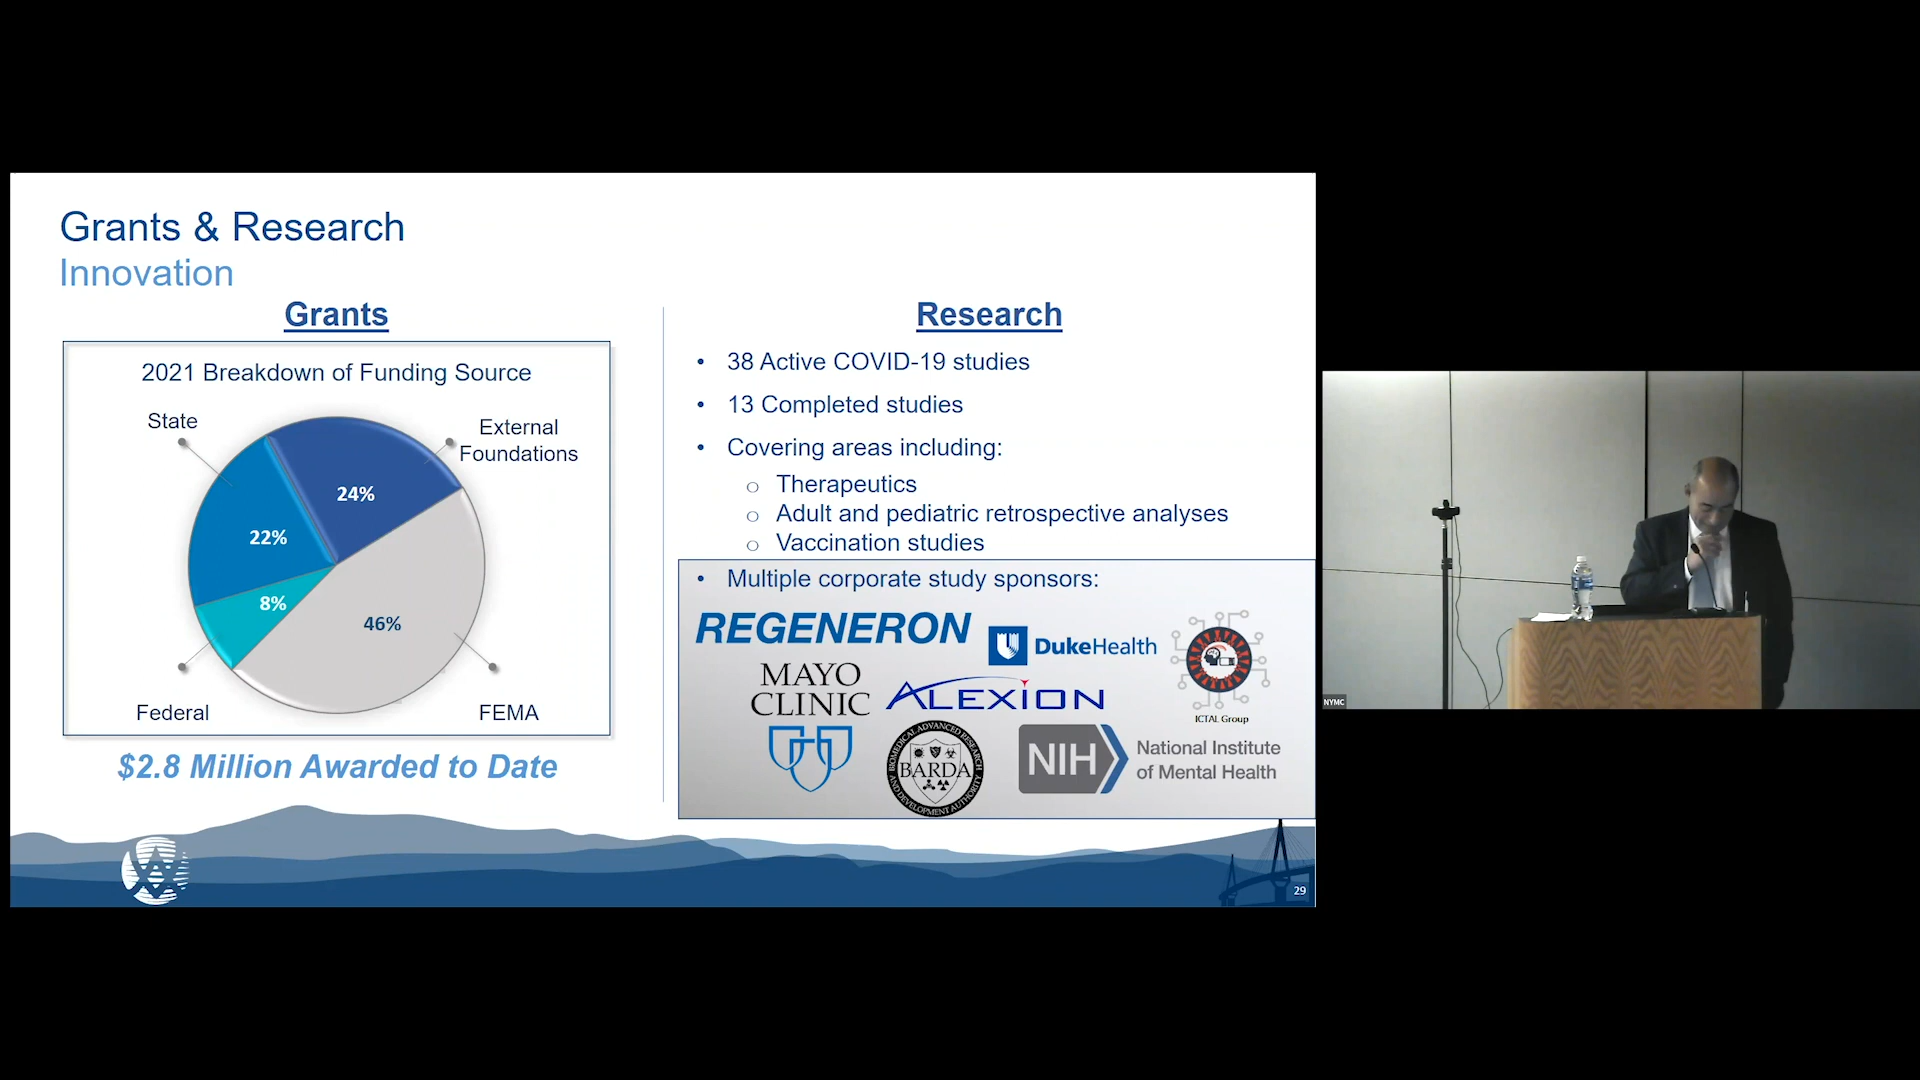 Grants & Research
Innovation
Grants
2021 Breakdown of Funding Source
State
External
Foundations
24%
22%
8%
46%
Federal
FEMA
$2.8 Million Awarded to Date
Research
• 38 Active COVID-19 studies
• 13 Completed studies
• Covering areas including:
o Therapeutics
o Adult and pediatric retrospective analyses
o Vaccination studies
• Multiple corporate study sponsors:
REGENERON
DukeHealth
MAYO
CLINIC
ALEXION
ICTAL Group
BIOMEDICAL ADVANCED RESEARCH
AND DEVELOPMENT AUTHORITY
BARDA
NIH
National Institute
of Mental Health
29
NYMC